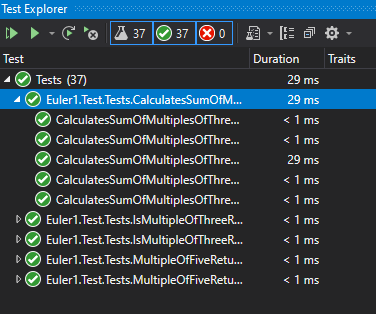 Test Explorer
37 37 0
Test Duration Traits
Tests (37) 29 ms
Euler1.Test.Tests.CalculatesSumOfM... 29 ms
CalculatesSumOfMultiplesOfThre... < 1 ms
CalculatesSumOfMultiplesOfThre... < 1 ms
CalculatesSumOfMultiplesOfThre... 29 ms
CalculatesSumOfMultiplesOfThre... < 1 ms
CalculatesSumOfMultiplesOfThre... < 1 ms
Euler1.Test.Tests.IsMultipleOfThreeR... < 1 ms
Euler1.Test.Tests.IsMultipleOfThreeR... < 1 ms
Euler1.Test.Tests.MultipleOfFiveRetu... < 1 ms
Euler1.Test.Tests.MultipleOfFiveRetu... < 1 ms